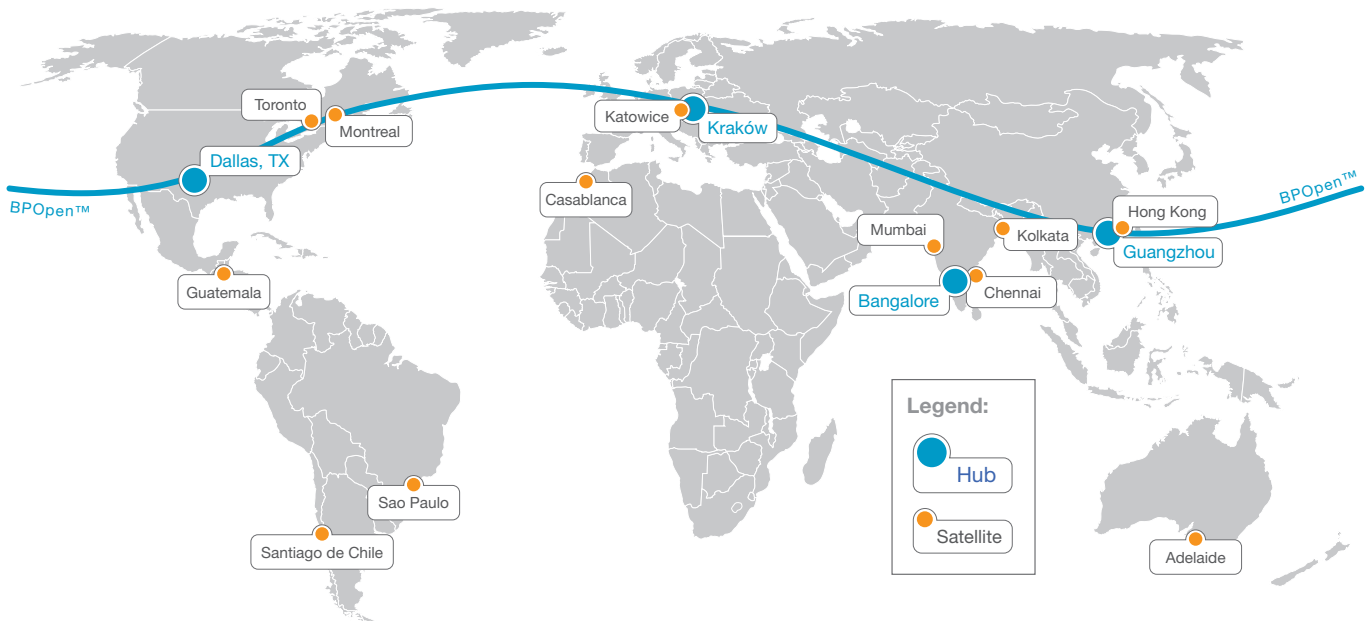 Toronto
Montreal
Katowice
Kraków
Dallas, TX
BPOpen™
BPOpen™
Casablanca
Hong Kong
Mumbai
Kolkata
Guangzhou
Guatemala
Bangalore
Chennai
Legend:
Hub
Sao Paulo
Satellite
Santiago de Chile
Adelaide